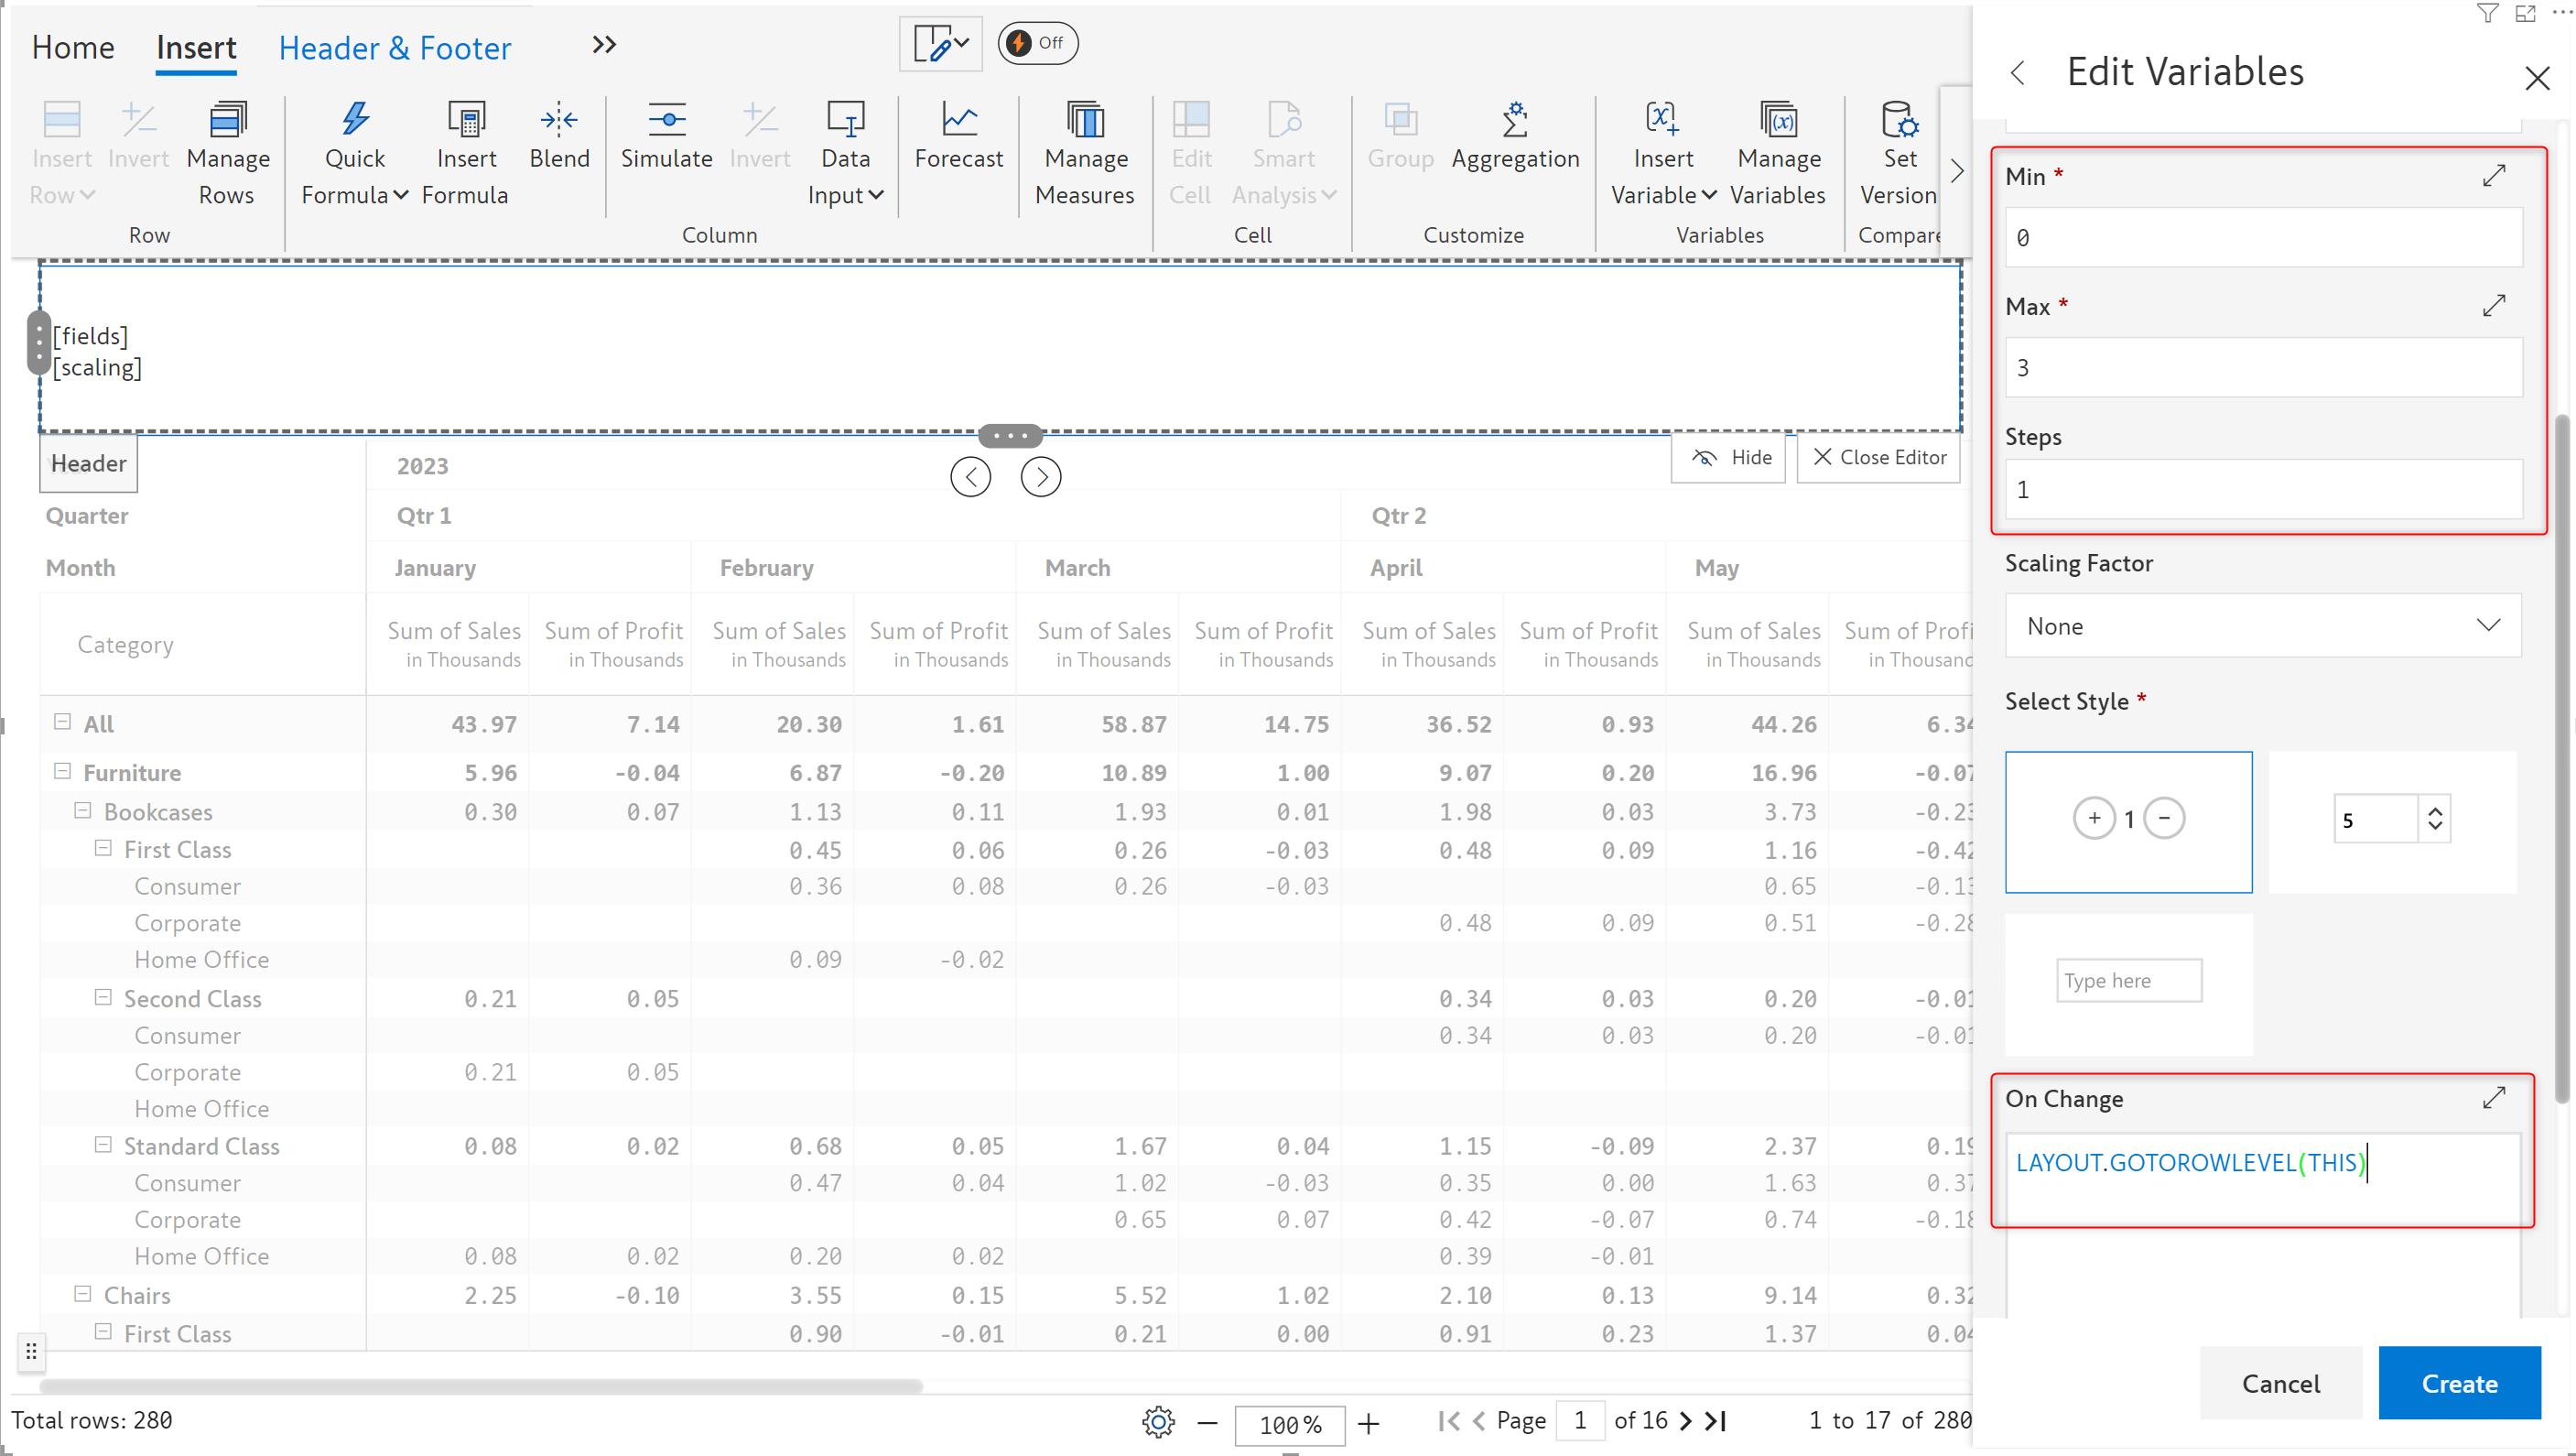 Home Insert Header & Footer Off
Insert Row Invert Manage Rows Quick Formula Insert Formula Blend Simulate Invert Data Input Forecast Manage Measures Edit Cell Smart Analysis Group Aggregation Insert Variable Manage Variables Set Version
Row Column Cell Customize Variables Compare
[fields]
[scaling]
Header 2023 Hide Close Editor
Quarter Qtr 1 Qtr 2
Month January February March April May
Category Sum of Sales in Thousands Sum of Profit in Thousands Sum of Sales in Thousands Sum of Profit in Thousands Sum of Sales in Thousands Sum of Profit in Thousands Sum of Sales in Thousands Sum of Profit in Thousands Sum of Sales in Thousands Sum of Profi in Thousand
All 43.97 7.14 20.30 1.61 58.87 14.75 36.52 0.93 44.26 6.34
Furniture 5.96 -0.04 6.87 -0.20 10.89 1.00 9.07 0.20 16.96 -0.07
Bookcases 0.30 0.07 1.13 0.11 1.93 0.01 1.98 0.03 3.73 -0.23
First Class 0.45 0.06 0.26 -0.03 0.48 0.09 1.16 -0.42
Consumer 0.36 0.08 0.26 -0.03 0.65 -0.13
Corporate 0.48 0.09 0.51 -0.28
Home Office 0.09 -0.02
Second Class 0.21 0.05 0.34 0.03 0.20 -0.01
Consumer 0.34 0.03 0.20 -0.01
Corporate 0.21 0.05
Home Office
Standard Class 0.08 0.02 0.68 0.05 1.67 0.04 1.15 -0.09 2.37 0.19
Consumer 0.47 0.04 1.02 -0.03 0.35 0.00 1.63 0.37
Corporate 0.65 0.07 0.42 -0.07 0.74 -0.18
Home Office 0.08 0.02 0.20 0.02 0.39 -0.01
Chairs 2.25 -0.10 3.55 0.15 5.52 1.02 2.10 0.13 9.14 0.32
First Class 0.90 -0.01 0.21 0.00 0.91 0.23 1.37 0.04
Total rows: 280 100% Page 1 of 16 1 to 17 of 280
Edit Variables
Min *
0
Max *
3
Steps
1
Scaling Factor
None
Select Style *
+ 1 −
5
Type here
On Change
LAYOUT.GOTOROWLEVEL(THIS)
Cancel Create